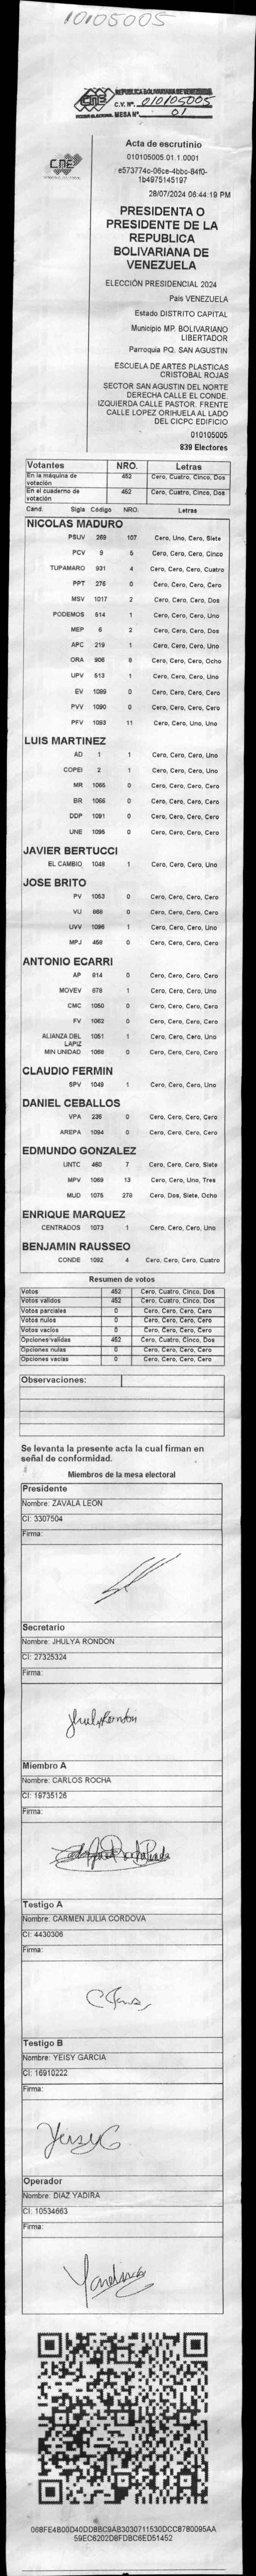 10105005
REPUBLICA BOLIVARIANA DE VENEZUELA
CNE
C.V. Nº. 010105005
PODER ELECTORAL MESA Nº 01
CNE
Acta de escrutinio
010105005.01.1.0001
e573774c-06ce-4bbc-84f0-
1b4975145197
28/07/2024 06:44:19 PM
PRESIDENTA O
PRESIDENTE DE LA
REPUBLICA
BOLIVARIANA DE
VENEZUELA
ELECCIÓN PRESIDENCIAL 2024
Pais VENEZUELA
Estado DISTRITO CAPITAL
Municipio MP. BOLIVARIANO
LIBERTADOR
Parroquia PQ. SAN AGUSTIN
ESCUELA DE ARTES PLASTICAS
CRISTOBAL ROJAS
SECTOR SAN AGUSTIN DEL NORTE
DERECHA CALLE EL CONDE.
IZQUIERDA CALLE PASTOR. FRENTE
CALLE LOPEZ ORIHUELA AL LADO
DEL CICPC EDIFICIO
010105005
839 Electores
Votantes NRO. Letras
En la máquina de votación 452 Cero, Cuatro, Cinco, Dos
En el cuaderno de votación 452 Cero, Cuatro, Cinco, Dos
Cand. Sigla Codigo NRO. Letras
NICOLAS MADURO
PSUV 269 107 Cero, Uno, Cero, Siete
PCV 9 5 Cero, Cero, Cero, Cinco
TUPAMARO 931 4 Cero, Cero, Cero, Cuatro
PPT 276 0 Cero, Cero, Cero, Cero
MSV 1017 2 Cero, Cero, Cero, Dos
PODEMOS 514 1 Cero, Cero, Cero, Uno
MEP 6 2 Cero, Cero, Cero, Dos
APC 219 1 Cero, Cero, Cero, Uno
ORA 906 8 Cero, Cero, Cero, Ocho
UPV 513 1 Cero, Cero, Cero, Uno
EV 1089 0 Cero, Cero, Cero, Cero
PVV 1090 0 Cero, Cero, Cero, Cero
PFV 1093 11 Cero, Cero, Uno, Uno
LUIS MARTINEZ
AD 1 1 Cero, Cero, Cero, Uno
COPEI 2 1 Cero, Cero, Cero, Uno
MR 1065 0 Cero, Cero, Cero, Cero
BR 1066 0 Cero, Cero, Cero, Cero
DDP 1091 0 Cero, Cero, Cero, Cero
UNE 1095 0 Cero, Cero, Cero, Cero
JAVIER BERTUCCI
EL CAMBIO 1048 1 Cero, Cero, Cero, Uno
JOSE BRITO
PV 1053 0 Cero, Cero, Cero, Cero
VU 868 0 Cero, Cero, Cero, Cero
UVV 1096 1 Cero, Cero, Cero, Uno
MPJ 458 0 Cero, Cero, Cero, Cero
ANTONIO ECARRI
AP 814 0 Cero, Cero, Cero, Cero
MOVEV 878 1 Cero, Cero, Cero, Uno
CMC 1050 0 Cero, Cero, Cero, Cero
FV 1062 0 Cero, Cero, Cero, Cero
ALIANZA DEL LAPIZ 1051 1 Cero, Cero, Cero, Uno
MIN UNIDAD 1068 0 Cero, Cero, Cero, Cero
CLAUDIO FERMIN
SPV 1049 1 Cero, Cero, Cero, Uno
DANIEL CEBALLOS
VPA 236 0 Cero, Cero, Cero, Cero
AREPA 1094 0 Cero, Cero, Cero, Cero
EDMUNDO GONZALEZ
UNTC 460 7 Cero, Cero, Cero, Siete
MPV 1069 13 Cero, Cero, Uno, Tres
MUD 1075 278 Cero, Dos, Siete, Ocho
ENRIQUE MARQUEZ
CENTRADOS 1073 1 Cero, Cero, Cero, Uno
BENJAMIN RAUSSEO
CONDE 1092 4 Cero, Cero, Cero, Cuatro
Resumen de votos
Votos 452 Cero, Cuatro, Cinco, Dos
Votos validos 452 Cero, Cuatro, Cinco, Dos
Votos parciales 0 Cero, Cero, Cero, Cero
Votos nulos 0 Cero, Cero, Cero, Cero
Votos vacios 0 Cero, Cero, Cero, Cero
Opciones validas 452 Cero, Cuatro, Cinco, Dos
Opciones nulas 0 Cero, Cero, Cero, Cero
Opciones vacias 0 Cero, Cero, Cero, Cero
Observaciones:
Se levanta la presente acta la cual firman en
señal de conformidad.
Miembros de la mesa electoral
Presidente
Nombre: ZAVALA LEON
CI: 3307504
Firma:
Secretario
Nombre: JHULYA RONDON
CI: 27325324
Firma:
Jhulyrondón
Miembro A
Nombre: CARLOS ROCHA
CI: 19735126
Firma:
Testigo A
Nombre: CARMEN JULIA CORDOVA
CI: 4430306
Firma:
Testigo B
Nombre: YEISY GARCIA
CI: 16910222
Firma:
Operador
Nombre: DIAZ YADIRA
CI: 10534663
Firma:
068FE4B00D40DD8BC9AB3030711530DCC8780095AA
59EC6202D8FDBC6ED51452